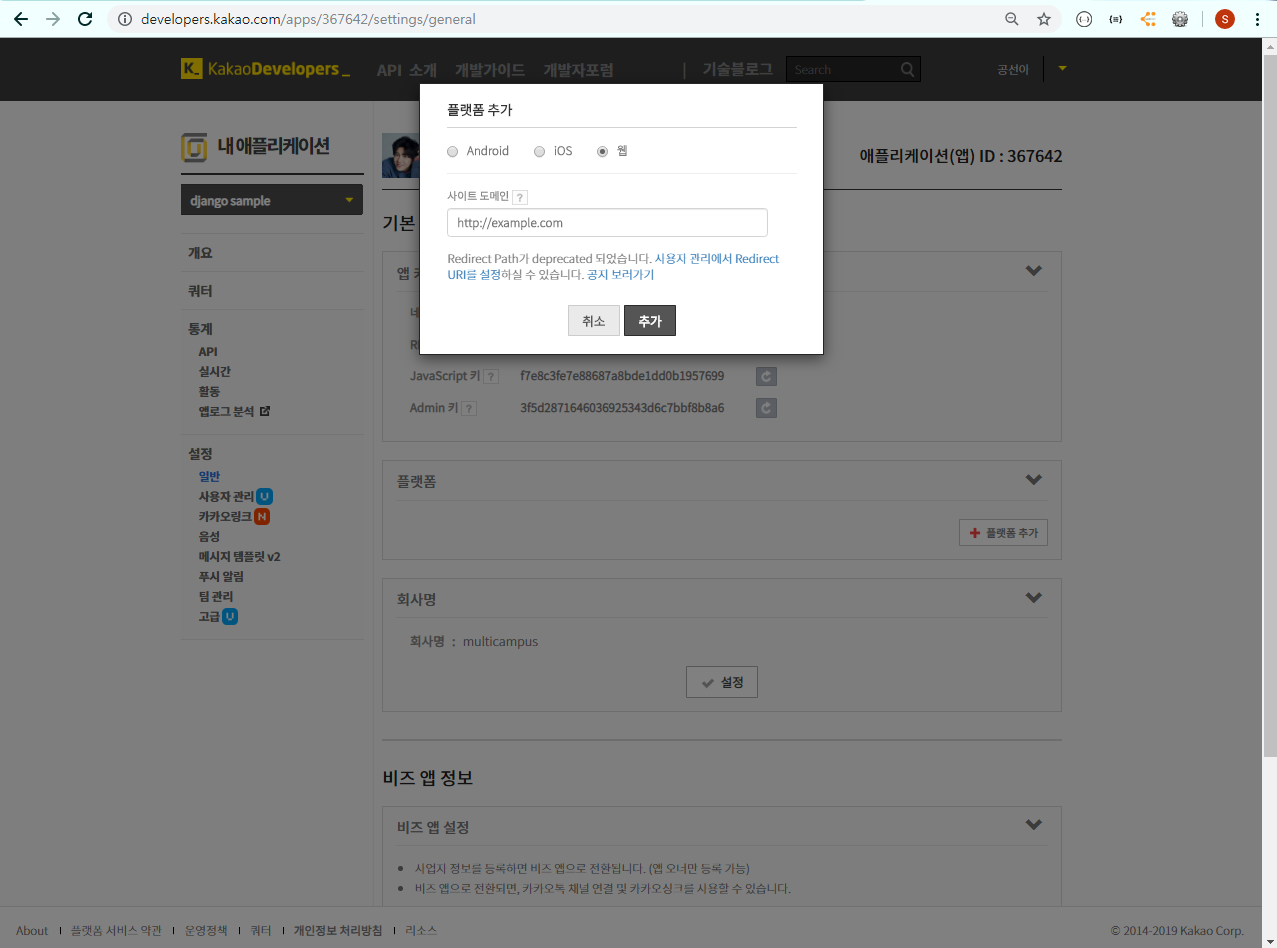 developers.kakao.com/apps/367642/settings/general
S
K_ KakaoDevelopers_
API 소개 개발가이드 개발자포럼 | 기술블로그 Search 공선아
플랫폼 추가
Android iOS 웹
사이트 도메인 ?
http://example.com
Redirect Path가 deprecated 되었습니다. 사용자 관리에서 Redirect
URI를 설정하실 수 있습니다. 공지 보러가기
취소 추가
내 애플리케이션
django sample
개요
쿼터
통계
API
실시간
활동
앱로그 분석
설정
일반
사용자 관리 U
카카오링크 N
음성
메시지 템플릿 v2
푸시 알림
팀 관리
고급 U
애플리케이션(앱) ID : 367642
기본
앱
네
JavaScript 키 ? f7e8c3fe7e88687a8bde1dd0b1957699
Admin 키 ? 3f5d2871646036925343d6c7bbf8b8a6
플랫폼
플랫폼 추가
회사명
회사명 : multicampus
설정
비즈 앱 정보
비즈 앱 설정
사업자 정보를 등록하면 비즈 앱으로 전환됩니다. (앱 오너만 등록 가능)
비즈 앱으로 전환되면, 카카오톡 채널 연결 및 카카오싱크를 사용할 수 있습니다.
About 플랫폼 서비스 약관 운영정책 쿼터 개인정보 처리방침 리소스
© 2014-2019 Kakao Corp.